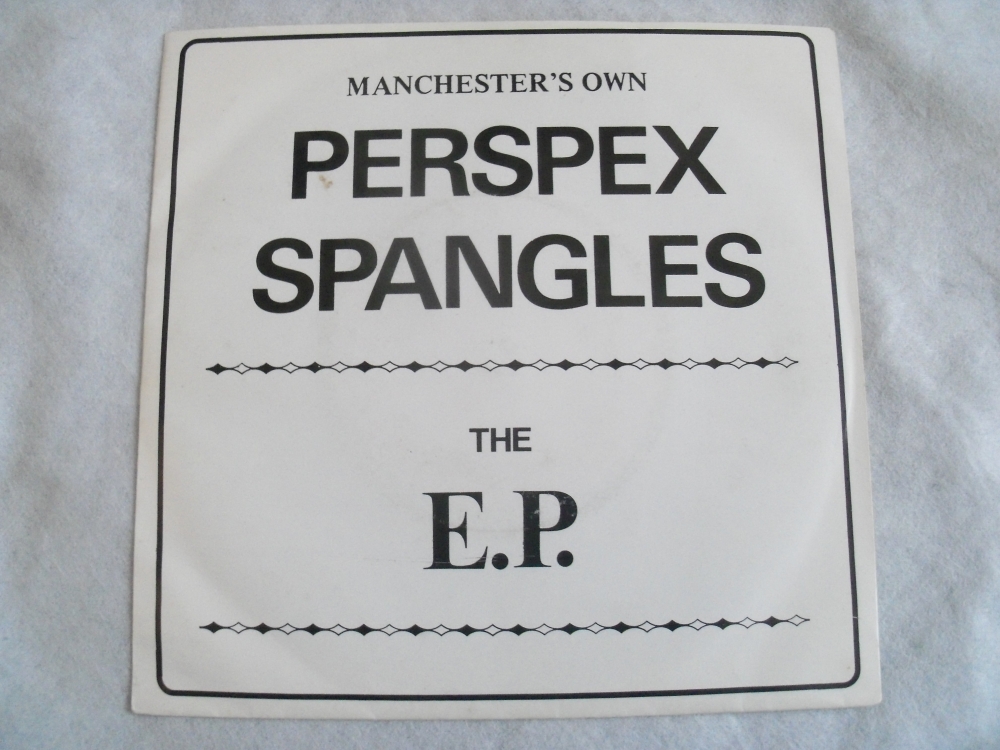 MANCHESTER'S OWN
PERSPEX
SPANGLES
THE
E.P.